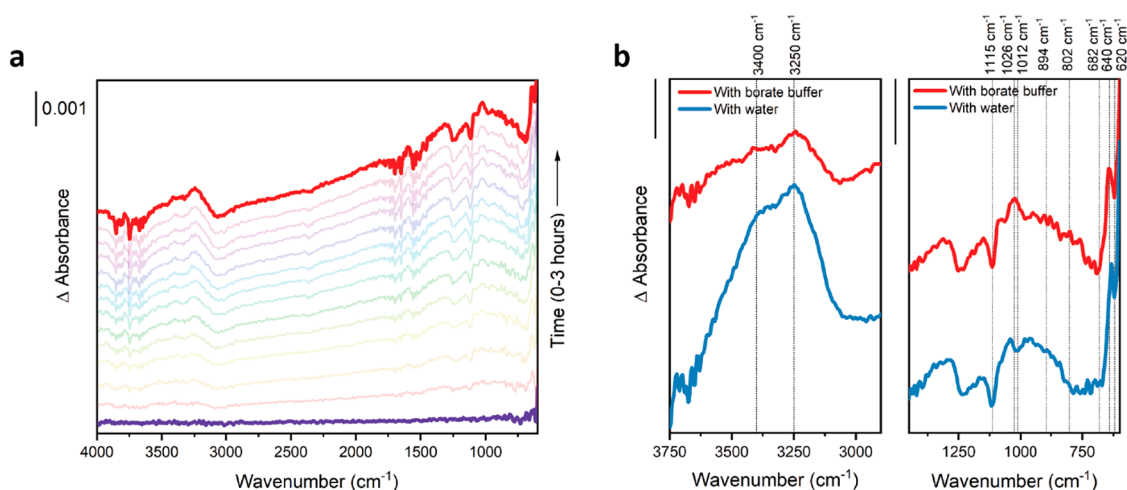 a
0.001
Δ Absorbance
4000 3500 3000 2500 2000 1500 1000
Wavenumber (cm⁻¹)
Time (0-3 hours)
b
3400 cm⁻¹
3250 cm⁻¹
With borate buffer
With water
Δ Absorbance
3750 3500 3250 3000
Wavenumber (cm⁻¹)
1115 cm⁻¹
1026 cm⁻¹
1012 cm⁻¹
894 cm⁻¹
802 cm⁻¹
682 cm⁻¹
640 cm⁻¹
620 cm⁻¹
With borate buffer
With water
1250 1000 750
Wavenumber (cm⁻¹)